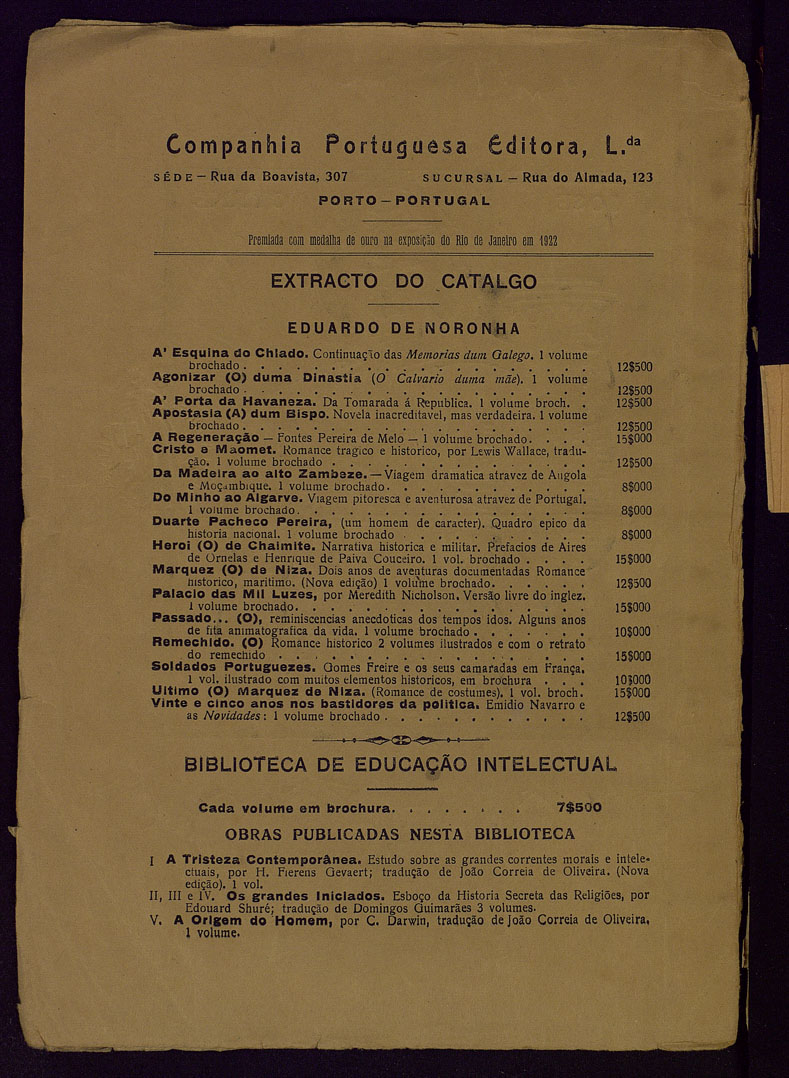 Companhia Portuguesa Editora, L.da
SÉDE — Rua da Boavista, 307 SUCURSAL — Rua do Almada, 123
PORTO — PORTUGAL
Premiada com medalha de ouro na exposição do Rio de Janeiro em 1922
EXTRACTO DO CATALGO
EDUARDO DE NORONHA
A' Esquina do Chiado. Continuação das Memorias dum Galego. 1 volume
brochado . . . . . . . . . . . . . . . 12$500
Agonizar (O) duma Dinastia (O Calvario duma mãe). 1 volume
brochado . . . . . . . . . . . . . . . 12$500
A' Porta da Havaneza. Da Tomarada á Republica. 1 volume broch. . 12$500
Apostasia (A) dum Bispo. Novela inacreditavel, mas verdadeira. 1 volume
brochado . . . . . . . . . . . . . . . 12$500
A Regeneração — Fontes Pereira de Melo — 1 volume brochado. . . . 15$000
Cristo e Maomet. Romance tragico e historico, por Lewis Wallace, tradu-
ção. 1 volume brochado . . . . . . . . . . . 12$500
Da Madeira ao alto Zambeze. — Viagem dramatica atravez de Angola
e Moçambique. 1 volume brochado. . . . . . . . . 8$000
Do Minho ao Algarve. Viagem pitoresca e aventurosa atravez de Portugal.
1 volume brochado. . . . . . . . . . . . . 8$000
Duarte Pacheco Pereira, (um homem de caracter). Quadro epico da
historia nacional. 1 volume brochado . . . . . . . . 8$000
Heroi (O) de Chaimite. Narrativa historica e militar. Prefacios de Aires
de Ornelas e Henrique de Paiva Couceiro. 1 vol. brochado . . . . 15$000
Marquez (O) de Niza. Dois anos de aventuras documentadas Romance
historico, maritimo. (Nova edição) 1 volume brochado. . . . . . 12$500
Palacio das Mil Luzes, por Meredith Nicholson. Versão livre do inglez.
1 volume brochado. . . . . . . . . . . . . 15$000
Passado... (O), reminiscencias anecdoticas dos tempos idos. Alguns anos
de fita animatografica da vida. 1 volume brochado . . . . . . . 10$000
Remechido. (O) Romance historico 2 volumes ilustrados e com o retrato
do remechido . . . . . . . . . . . . . . 15$000
Soldados Portuguezes. Gomes Freire e os seus camaradas em França.
1 vol. ilustrado com muitos elementos historicos, em brochura . . . 10$000
Ultimo (O) Marquez de Niza. (Romance de costumes). 1 vol. broch. 15$000
Vinte e cinco anos nos bastidores da politica. Emidio Navarro e
as Novidades: 1 volume brochado . . . . . . . . . 12$500
BIBLIOTECA DE EDUCAÇÃO INTELECTUAL
Cada volume em brochura. . . . . . . . 7$500
OBRAS PUBLICADAS NESTA BIBLIOTECA
I A Tristeza Contemporânea. Estudo sobre as grandes correntes morais e intele-
ctuais, por H. Fierens Gevaert; tradução de João Correia de Oliveira. (Nova
edição). 1 vol.
II, III e IV. Os grandes Iniciados. Esboço da Historia Secreta das Religiões, por
Edouard Shuré; tradução de Domingos Guimarães 3 volumes.
V. A Origem do Homem, por C. Darwin, tradução de João Correia de Oliveira,
1 volume.